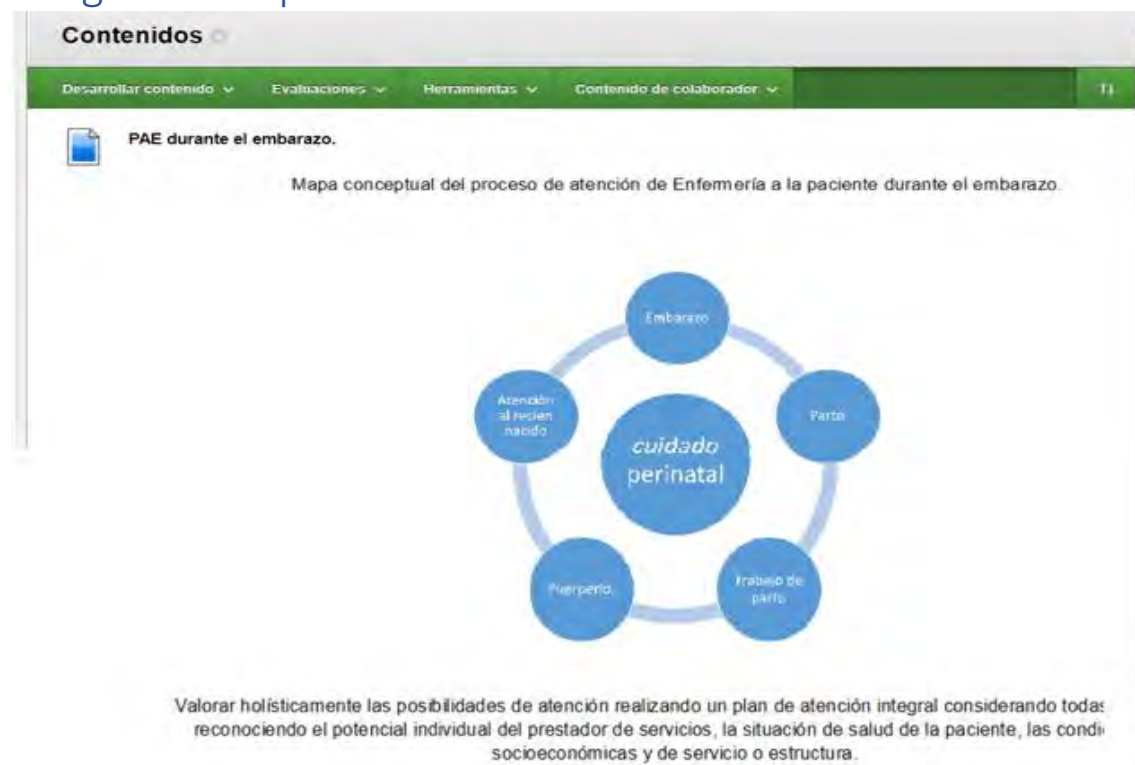 Contenidos
Desarrollar contenido Evaluaciones Herramientas Contenido de colaborador
PAE durante el embarazo.
Mapa conceptual del proceso de atención de Enfermería a la paciente durante el embarazo.
Embarazo
Atención
al recien
nacido
Parto
cuidado
perinatal
Puerperio
Trabajo de
parto
Valorar holísticamente las posibilidades de atención realizando un plan de atención integral considerando todas
reconociendo el potencial individual del prestador de servicios, la situación de salud de la paciente, las condi
socioeconómicas y de servicio o estructura.